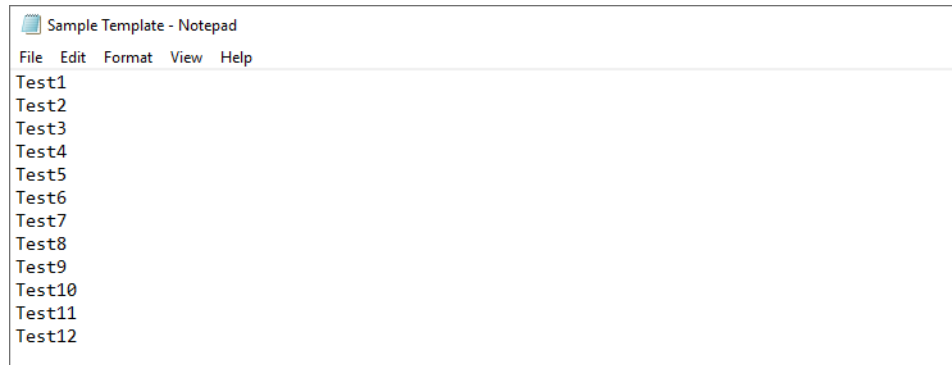 Sample Template - Notepad
File Edit Format View Help
Test1
Test2
Test3
Test4
Test5
Test6
Test7
Test8
Test9
Test10
Test11
Test12